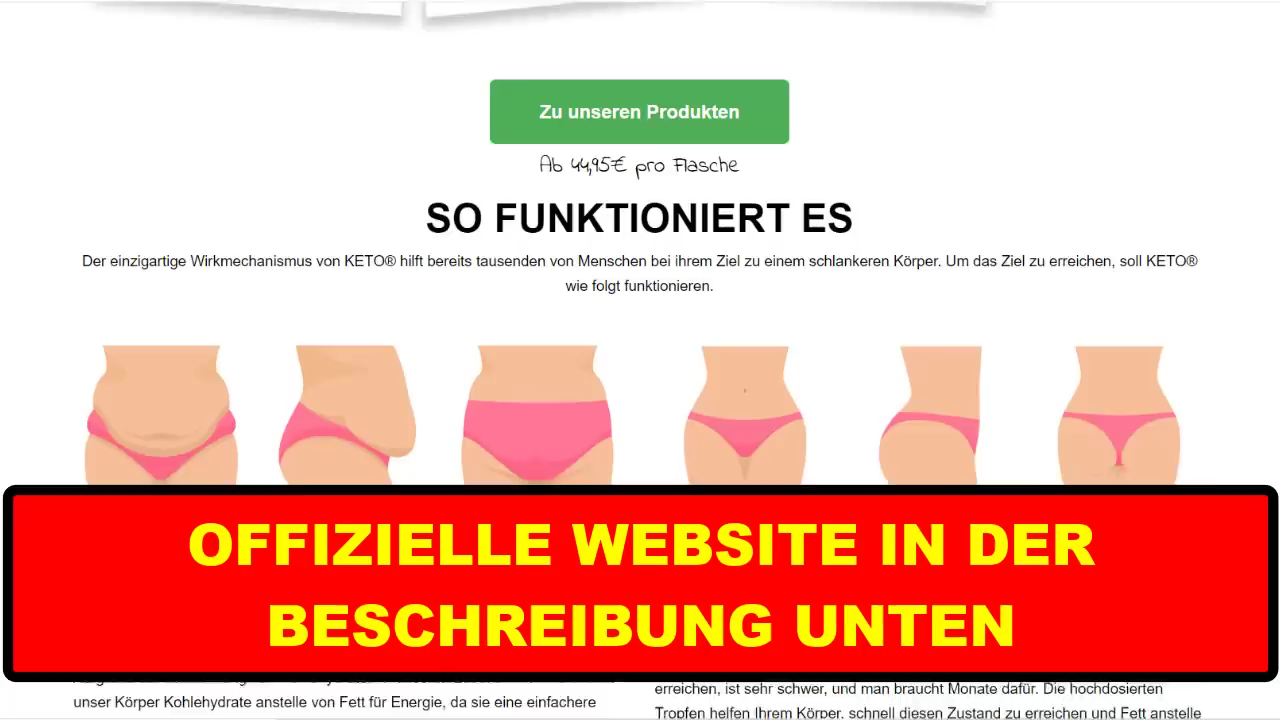 Zu unseren Produkten
Ab 44,95€ pro Flasche
SO FUNKTIONIERT ES
Der einzigartige Wirkmechanismus von KETO® hilft bereits tausenden von Menschen bei ihrem Ziel zu einem schlankeren Körper. Um das Ziel zu erreichen, soll KETO®
wie folgt funktionieren.
OFFIZIELLE WEBSITE IN DER
BESCHREIBUNG UNTEN
unser Körper Kohlehydrate anstelle von Fett für Energie, da sie eine einfachere
erreichen, ist sehr schwer, und man braucht Monate dafür. Die hochdosierten
Tropfen helfen Ihrem Körper, schnell diesen Zustand zu erreichen und Fett anstelle